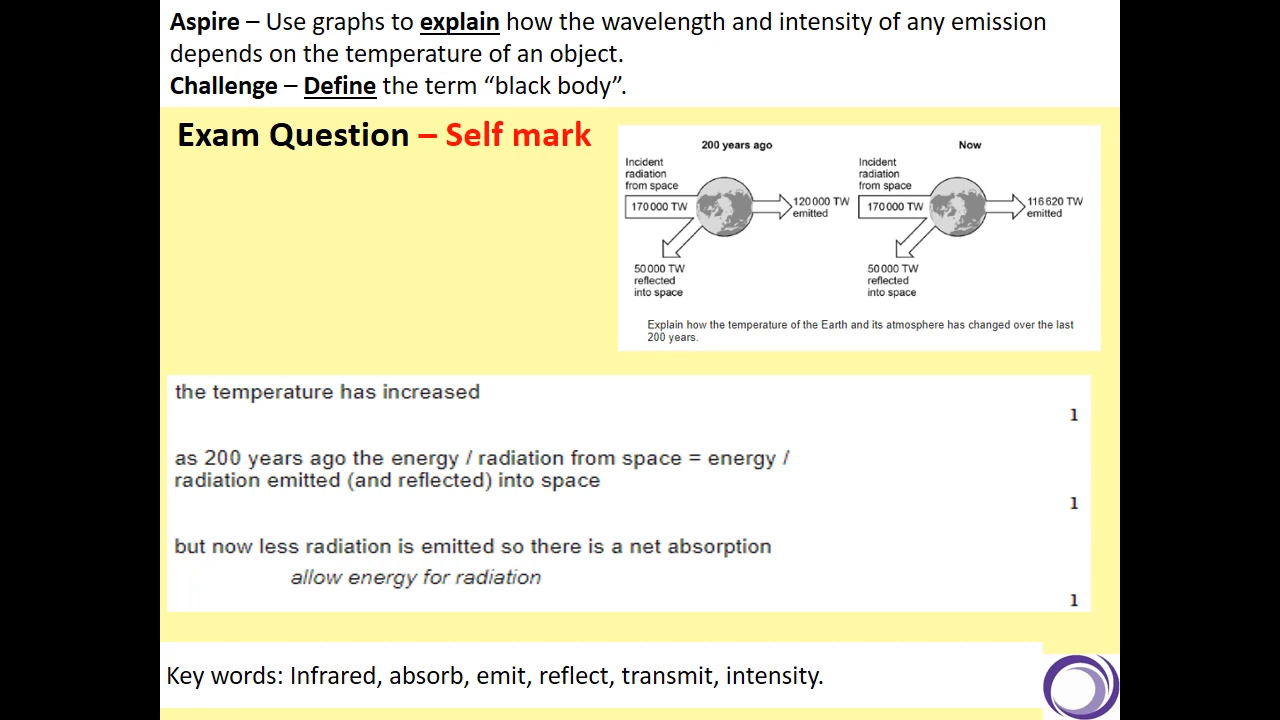 Aspire – Use graphs to explain how the wavelength and intensity of any emission
depends on the temperature of an object.
Challenge – Define the term “black body”.
Exam Question – Self mark
200 years ago
Incident
radiation
from space
170 000 TW
120 000 TW
emitted
50 000 TW
reflected
into space
Now
Incident
radiation
from space
170 000 TW
116 620 TW
emitted
50 000 TW
reflected
into space
Explain how the temperature of the Earth and its atmosphere has changed over the last
200 years.
the temperature has increased
1
as 200 years ago the energy / radiation from space = energy /
radiation emitted (and reflected) into space
1
but now less radiation is emitted so there is a net absorption
allow energy for radiation
1
Key words: Infrared, absorb, emit, reflect, transmit, intensity.